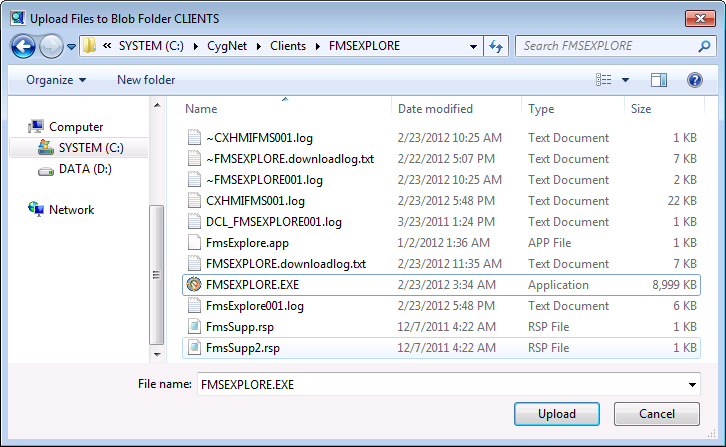 Upload Files to Blob Folder CLIENTS
SYSTEM (C:) CygNet Clients FMSEXPLORE Search FMSEXPLORE
Organize New folder
Name Date modified Type Size
Computer
SYSTEM (C:)
DATA (D:)
Network
~CXHMIFMS001.log 2/23/2012 10:25 AM Text Document 1 KB
~FMSEXPLORE.downloadlog.txt 2/22/2012 5:07 PM Text Document 7 KB
~FMSEXPLORE001.log 2/23/2012 10:25 AM Text Document 2 KB
CXHMIFMS001.log 2/23/2012 5:48 PM Text Document 22 KB
DCL_FMSEXPLORE001.log 3/23/2011 1:24 PM Text Document 1 KB
FmsExplore.app 1/2/2012 1:36 AM APP File 1 KB
FMSEXPLORE.downloadlog.txt 2/23/2012 11:35 AM Text Document 7 KB
FMSEXPLORE.EXE 2/23/2012 3:34 AM Application 8,999 KB
FmsExplore001.log 2/23/2012 5:48 PM Text Document 6 KB
FmsSupp.rsp 12/7/2011 4:22 AM RSP File 1 KB
FmsSupp2.rsp 12/7/2011 4:22 AM RSP File 1 KB
File name: FMSEXPLORE.EXE
Upload Cancel